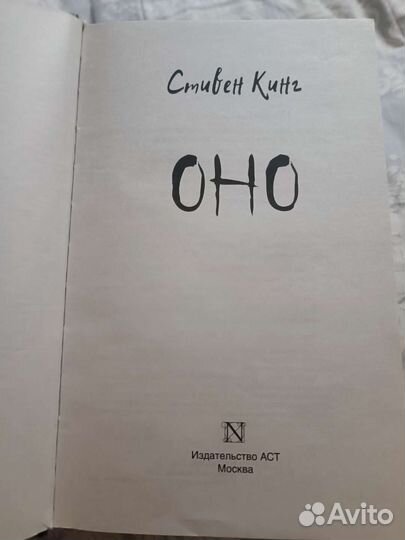 Стивен Кинг
ОНО
N
Издательство АСТ
Москва
Avito